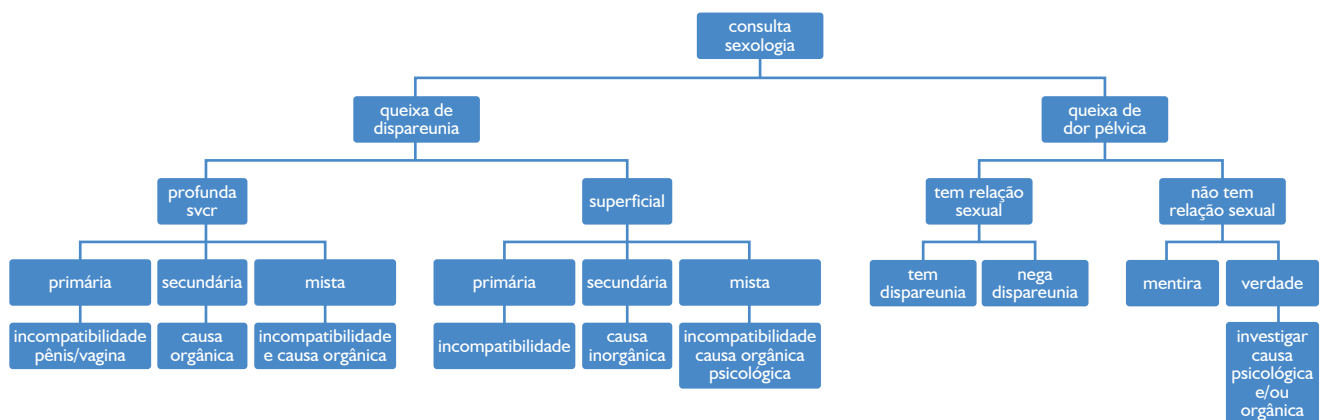 consulta
sexologia
queixa de
dispareunia
queixa de
dor pélvica
profunda
svcr
superficial
tem relação
sexual
não tem
relação sexual
primária
secundária
mista
primária
secundária
mista
tem
dispareunia
nega
dispareunia
mentira
verdade
incompatibilidade
pênis/vagina
causa
orgânica
incompatibilidade
e causa orgânica
incompatibilidade
causa
inorgânica
incompatibilidade
causa orgânica
psicológica
investigar
causa
psicológica
e/ou
orgânica